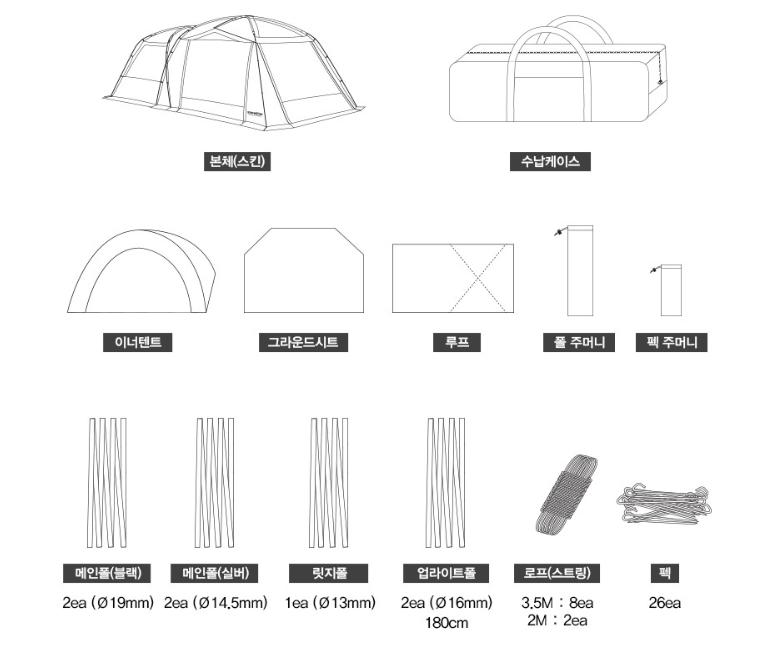 본체(스킨)
수납케이스
이너텐트
그라운드시트
루프
폴 주머니
펙 주머니
메인폴(블랙)
메인폴(실버)
릿지폴
업라이트폴
로프(스트링)
펙
2ea (Ø19mm)
2ea (Ø14.5mm)
1ea (Ø13mm)
2ea (Ø16mm)
180cm
3.5M : 8ea
2M : 2ea
26ea